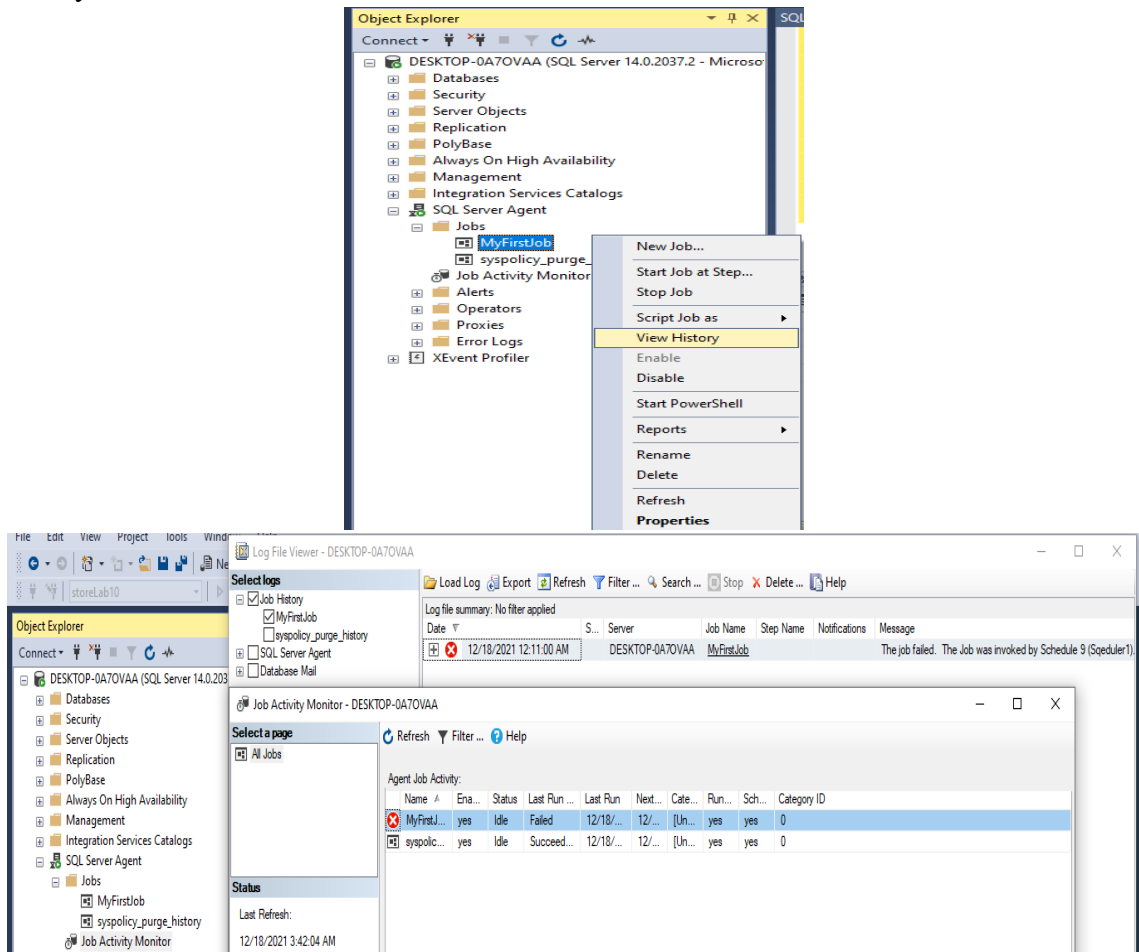 Object Explorer
SQL
Connect
DESKTOP-0A7OVAA (SQL Server 14.0.2037.2 - Microso
Databases
Security
Server Objects
Replication
PolyBase
Always On High Availability
Management
Integration Services Catalogs
SQL Server Agent
Jobs
MyFirstJob
syspolicy_purge_
Job Activity Monitor
Alerts
Operators
Proxies
Error Logs
XEvent Profiler
New Job...
Start Job at Step...
Stop Job
Script Job as
View History
Enable
Disable
Start PowerShell
Reports
Rename
Delete
Refresh
Properties
File Edit View Project Tools Wind
Ne
storeLab10
Object Explorer
Connect
DESKTOP-0A7OVAA (SQL Server 14.0.203
Databases
Security
Server Objects
Replication
PolyBase
Always On High Availability
Management
Integration Services Catalogs
SQL Server Agent
Jobs
MyFirstJob
syspolicy_purge_history
Job Activity Monitor
Log File Viewer - DESKTOP-0A7OVAA
Select logs
Job History
MyFirstJob
syspolicy_purge_history
SQL Server Agent
Database Mail
Load Log Export Refresh Filter ... Search ... Stop Delete ... Help
Log file summary: No filter applied
Date S... Server Job Name Step Name Notifications Message
12/18/2021 12:11:00 AM DESKTOP-0A7OVAA MyFirstJob The job failed. The Job was invoked by Schedule 9 (Sqeduler1).
Job Activity Monitor - DESKTOP-0A7OVAA
Select a page
All Jobs
Status
Last Refresh:
12/18/2021 3:42:04 AM
Refresh Filter ... Help
Agent Job Activity:
Name Ena... Status Last Run ... Last Run Next... Cate... Run... Sch... Category ID
MyFirstJ... yes Idle Failed 12/18/... 12/... [Un... yes yes 0
syspolic... yes Idle Succeed... 12/18/... 12/... [Un... yes yes 0